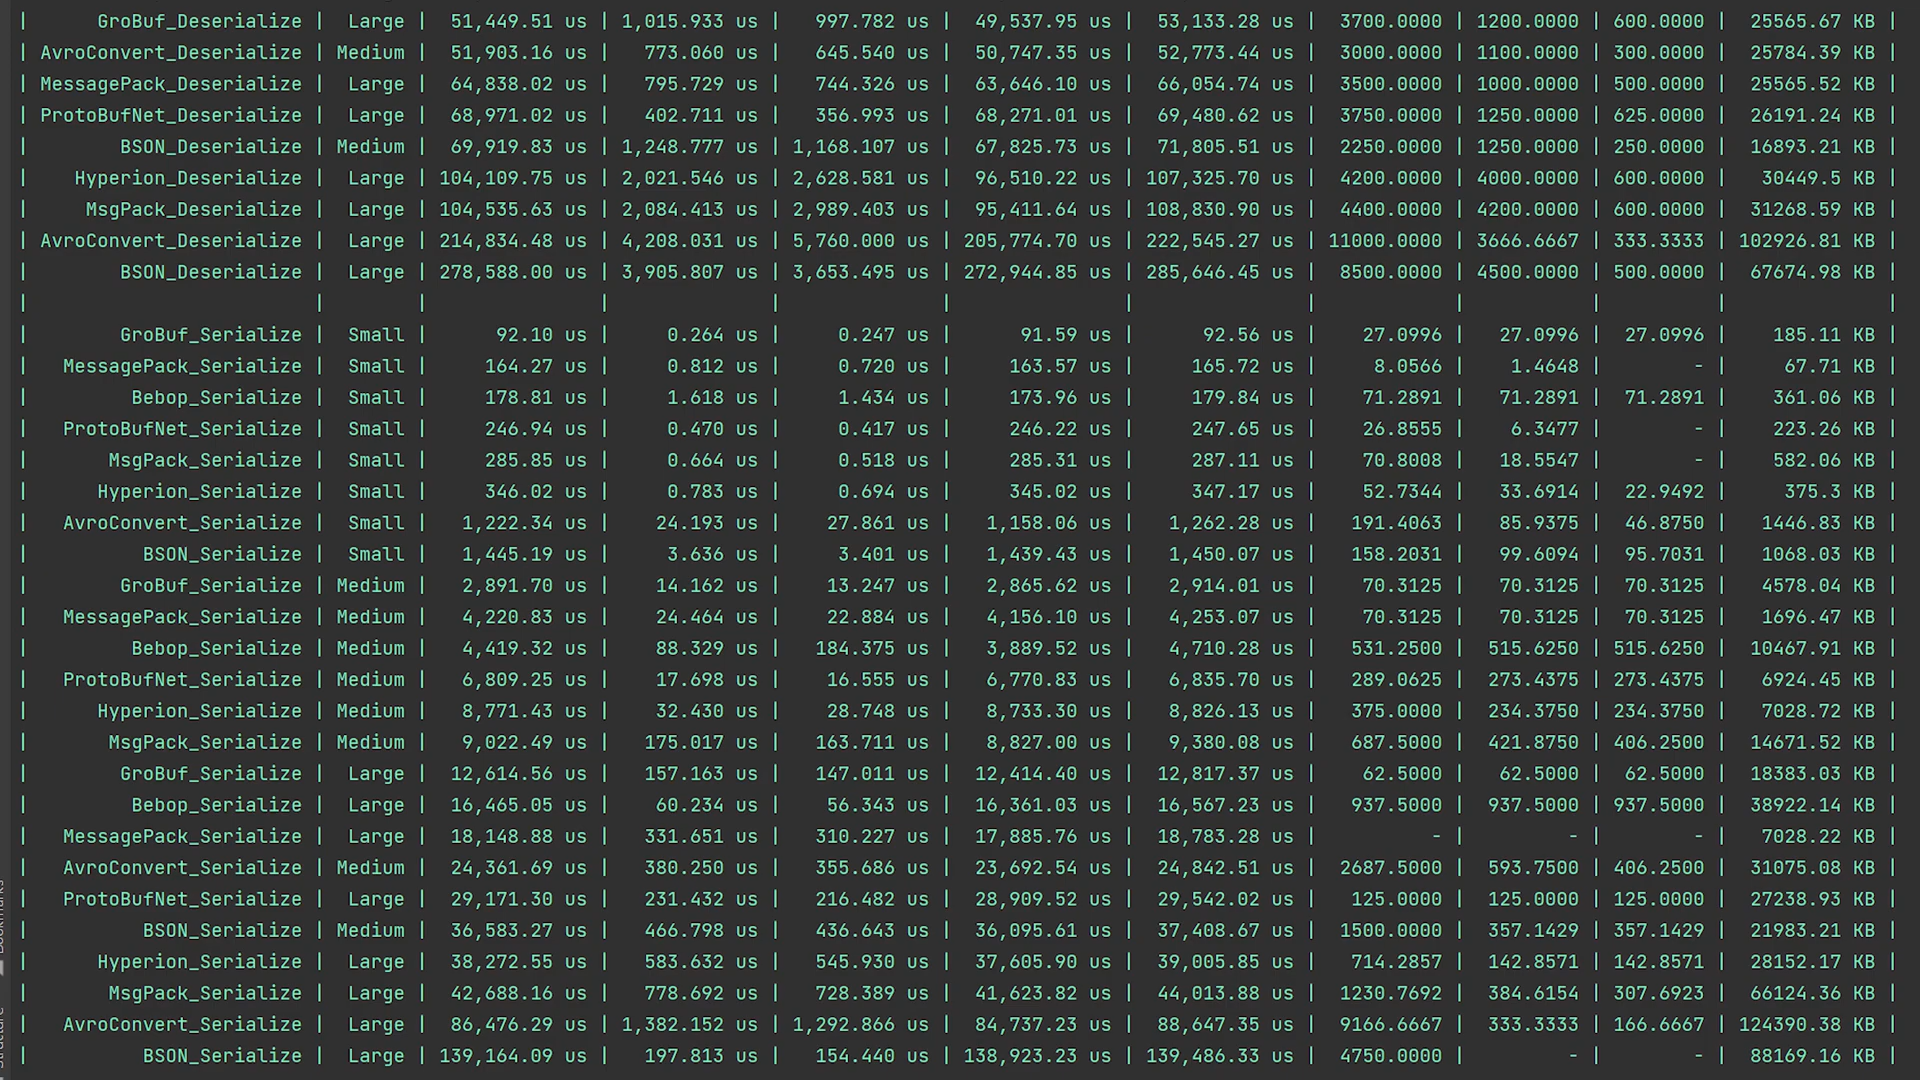 | GroBuf_Deserialize | Large | 51,449.51 us | 1,015.933 us | 997.782 us | 49,537.95 us | 53,133.28 us | 3700.0000 | 1200.0000 | 600.0000 | 25565.67 KB |
| AvroConvert_Deserialize | Medium | 51,903.16 us | 773.060 us | 645.540 us | 50,747.35 us | 52,773.44 us | 3000.0000 | 1100.0000 | 300.0000 | 25784.39 KB |
| MessagePack_Deserialize | Large | 64,838.02 us | 795.729 us | 744.326 us | 63,646.10 us | 66,054.74 us | 3500.0000 | 1000.0000 | 500.0000 | 25565.52 KB |
| ProtoBufNet_Deserialize | Large | 68,971.02 us | 402.711 us | 356.993 us | 68,271.01 us | 69,480.62 us | 3750.0000 | 1250.0000 | 625.0000 | 26191.24 KB |
| BSON_Deserialize | Medium | 69,919.83 us | 1,248.777 us | 1,168.107 us | 67,825.73 us | 71,805.51 us | 2250.0000 | 1250.0000 | 250.0000 | 16893.21 KB |
| Hyperion_Deserialize | Large | 104,109.75 us | 2,021.546 us | 2,628.581 us | 96,510.22 us | 107,325.70 us | 4200.0000 | 4000.0000 | 600.0000 | 30449.5 KB |
| MsgPack_Deserialize | Large | 104,535.63 us | 2,084.413 us | 2,989.403 us | 95,411.64 us | 108,830.90 us | 4400.0000 | 4200.0000 | 600.0000 | 31268.59 KB |
| AvroConvert_Deserialize | Large | 214,834.48 us | 4,208.031 us | 5,760.000 us | 205,774.70 us | 222,545.27 us | 11000.0000 | 3666.6667 | 333.3333 | 102926.81 KB |
| BSON_Deserialize | Large | 278,588.00 us | 3,905.807 us | 3,653.495 us | 272,944.85 us | 285,646.45 us | 8500.0000 | 4500.0000 | 500.0000 | 67674.98 KB |
| | | | | | | | | | | |
| GroBuf_Serialize | Small | 92.10 us | 0.264 us | 0.247 us | 91.59 us | 92.56 us | 27.0996 | 27.0996 | 27.0996 | 185.11 KB |
| MessagePack_Serialize | Small | 164.27 us | 0.812 us | 0.720 us | 163.57 us | 165.72 us | 8.0566 | 1.4648 | - | 67.71 KB |
| Bebop_Serialize | Small | 178.81 us | 1.618 us | 1.434 us | 173.96 us | 179.84 us | 71.2891 | 71.2891 | 71.2891 | 361.06 KB |
| ProtoBufNet_Serialize | Small | 246.94 us | 0.470 us | 0.417 us | 246.22 us | 247.65 us | 26.8555 | 6.3477 | - | 223.26 KB |
| MsgPack_Serialize | Small | 285.85 us | 0.664 us | 0.518 us | 285.31 us | 287.11 us | 70.8008 | 18.5547 | - | 582.06 KB |
| Hyperion_Serialize | Small | 346.02 us | 0.783 us | 0.694 us | 345.02 us | 347.17 us | 52.7344 | 33.6914 | 22.9492 | 375.3 KB |
| AvroConvert_Serialize | Small | 1,222.34 us | 24.193 us | 27.861 us | 1,158.06 us | 1,262.28 us | 191.4063 | 85.9375 | 46.8750 | 1446.83 KB |
| BSON_Serialize | Small | 1,445.19 us | 3.636 us | 3.401 us | 1,439.43 us | 1,450.07 us | 158.2031 | 99.6094 | 95.7031 | 1068.03 KB |
| GroBuf_Serialize | Medium | 2,891.70 us | 14.162 us | 13.247 us | 2,865.62 us | 2,914.01 us | 70.3125 | 70.3125 | 70.3125 | 4578.04 KB |
| MessagePack_Serialize | Medium | 4,220.83 us | 24.464 us | 22.884 us | 4,156.10 us | 4,253.07 us | 70.3125 | 70.3125 | 70.3125 | 1696.47 KB |
| Bebop_Serialize | Medium | 4,419.32 us | 88.329 us | 184.375 us | 3,889.52 us | 4,710.28 us | 531.2500 | 515.6250 | 515.6250 | 10467.91 KB |
| ProtoBufNet_Serialize | Medium | 6,809.25 us | 17.698 us | 16.555 us | 6,770.83 us | 6,835.70 us | 289.0625 | 273.4375 | 273.4375 | 6924.45 KB |
| Hyperion_Serialize | Medium | 8,771.43 us | 32.430 us | 28.748 us | 8,733.30 us | 8,826.13 us | 375.0000 | 234.3750 | 234.3750 | 7028.72 KB |
| MsgPack_Serialize | Medium | 9,022.49 us | 175.017 us | 163.711 us | 8,827.00 us | 9,380.08 us | 687.5000 | 421.8750 | 406.2500 | 14671.52 KB |
| GroBuf_Serialize | Large | 12,614.56 us | 157.163 us | 147.011 us | 12,414.40 us | 12,817.37 us | 62.5000 | 62.5000 | 62.5000 | 18383.03 KB |
| Bebop_Serialize | Large | 16,465.05 us | 60.234 us | 56.343 us | 16,361.03 us | 16,567.23 us | 937.5000 | 937.5000 | 937.5000 | 38922.14 KB |
| MessagePack_Serialize | Large | 18,148.88 us | 331.651 us | 310.227 us | 17,885.76 us | 18,783.28 us | - | - | - | 7028.22 KB |
| AvroConvert_Serialize | Medium | 24,361.69 us | 380.250 us | 355.686 us | 23,692.54 us | 24,842.51 us | 2687.5000 | 593.7500 | 406.2500 | 31075.08 KB |
| ProtoBufNet_Serialize | Large | 29,171.30 us | 231.432 us | 216.482 us | 28,909.52 us | 29,542.02 us | 125.0000 | 125.0000 | 125.0000 | 27238.93 KB |
| BSON_Serialize | Medium | 36,583.27 us | 466.798 us | 436.643 us | 36,095.61 us | 37,408.67 us | 1500.0000 | 357.1429 | 357.1429 | 21983.21 KB |
| Hyperion_Serialize | Large | 38,272.55 us | 583.632 us | 545.930 us | 37,605.90 us | 39,005.85 us | 714.2857 | 142.8571 | 142.8571 | 28152.17 KB |
| MsgPack_Serialize | Large | 42,688.16 us | 778.692 us | 728.389 us | 41,623.82 us | 44,013.88 us | 1230.7692 | 384.6154 | 307.6923 | 66124.36 KB |
| AvroConvert_Serialize | Large | 86,476.29 us | 1,382.152 us | 1,292.866 us | 84,737.23 us | 88,647.35 us | 9166.6667 | 333.3333 | 166.6667 | 124390.38 KB |
| BSON_Serialize | Large | 139,164.09 us | 197.813 us | 154.440 us | 138,923.23 us | 139,486.33 us | 4750.0000 | - | - | 88169.16 KB |